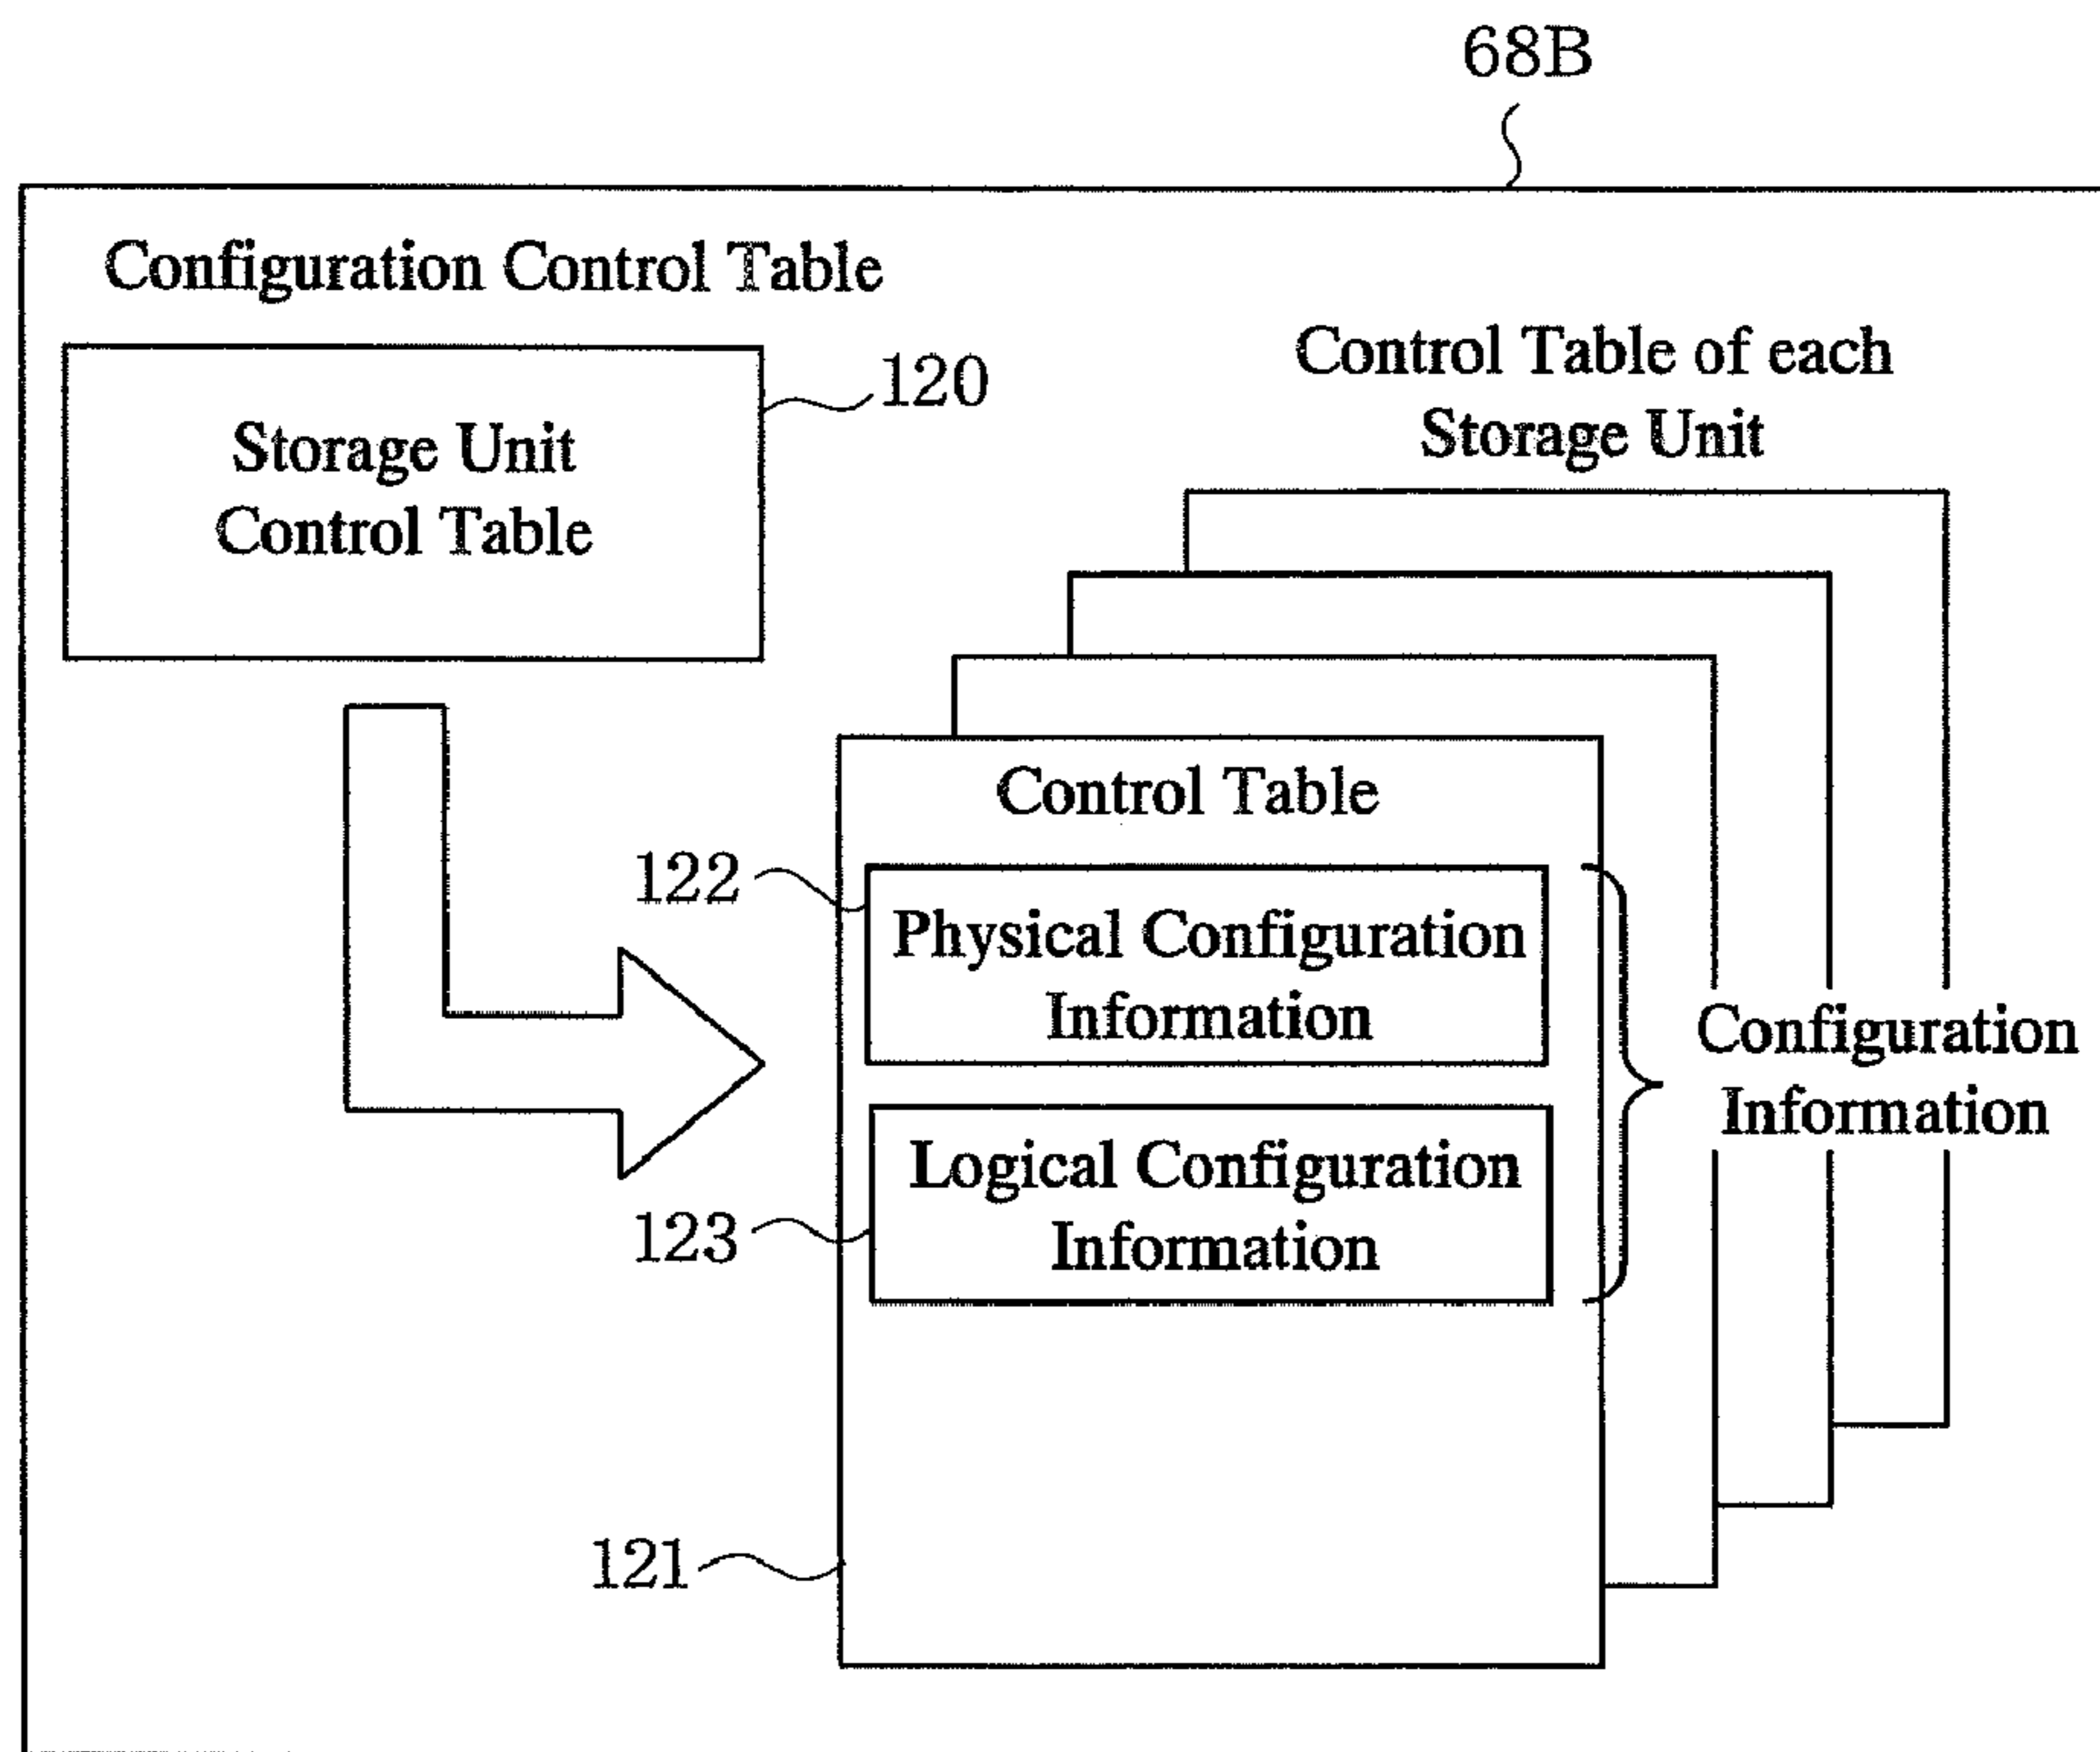 68B
Configuration Control Table
120
Storage Unit
Control Table
Control Table of each
Storage Unit
Control Table
122
Physical Configuration
Information
Configuration
Information
123
Logical Configuration
Information
121